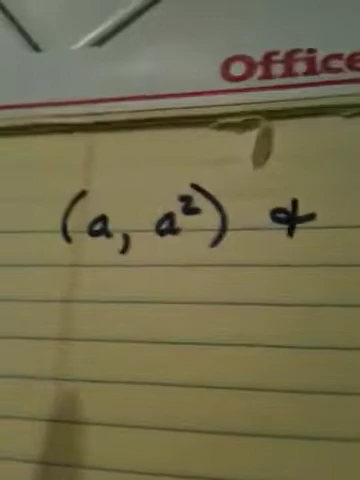 Office
(a, a²) &